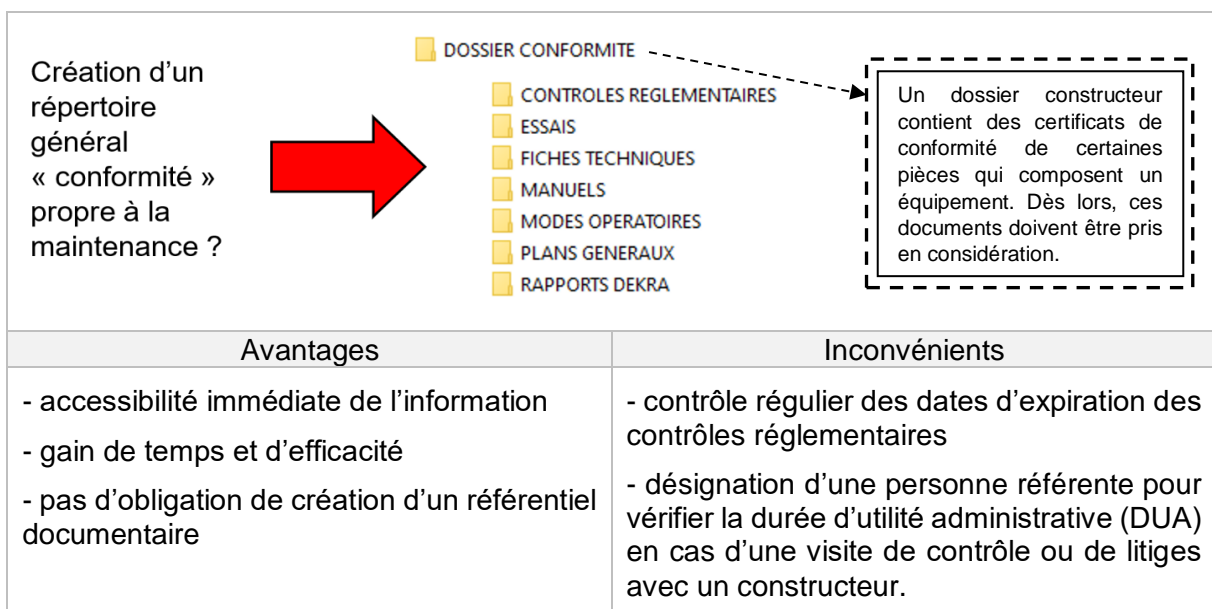 Création d’un
répertoire
général
« conformité »
propre à la
maintenance ?
DOSSIER CONFORMITE
CONTROLES REGLEMENTAIRES
ESSAIS
FICHES TECHNIQUES
MANUELS
MODES OPERATOIRES
PLANS GENERAUX
RAPPORTS DEKRA
Un dossier constructeur
contient des certificats de
conformité de certaines
pièces qui composent un
équipement. Dès lors, ces
documents doivent être pris
en considération.
Avantages
- accessibilité immédiate de l’information
- gain de temps et d’efficacité
- pas d’obligation de création d’un référentiel
documentaire
Inconvénients
- contrôle régulier des dates d’expiration des
contrôles réglementaires
- désignation d’une personne référente pour
vérifier la durée d’utilité administrative (DUA)
en cas d’une visite de contrôle ou de litiges
avec un constructeur.